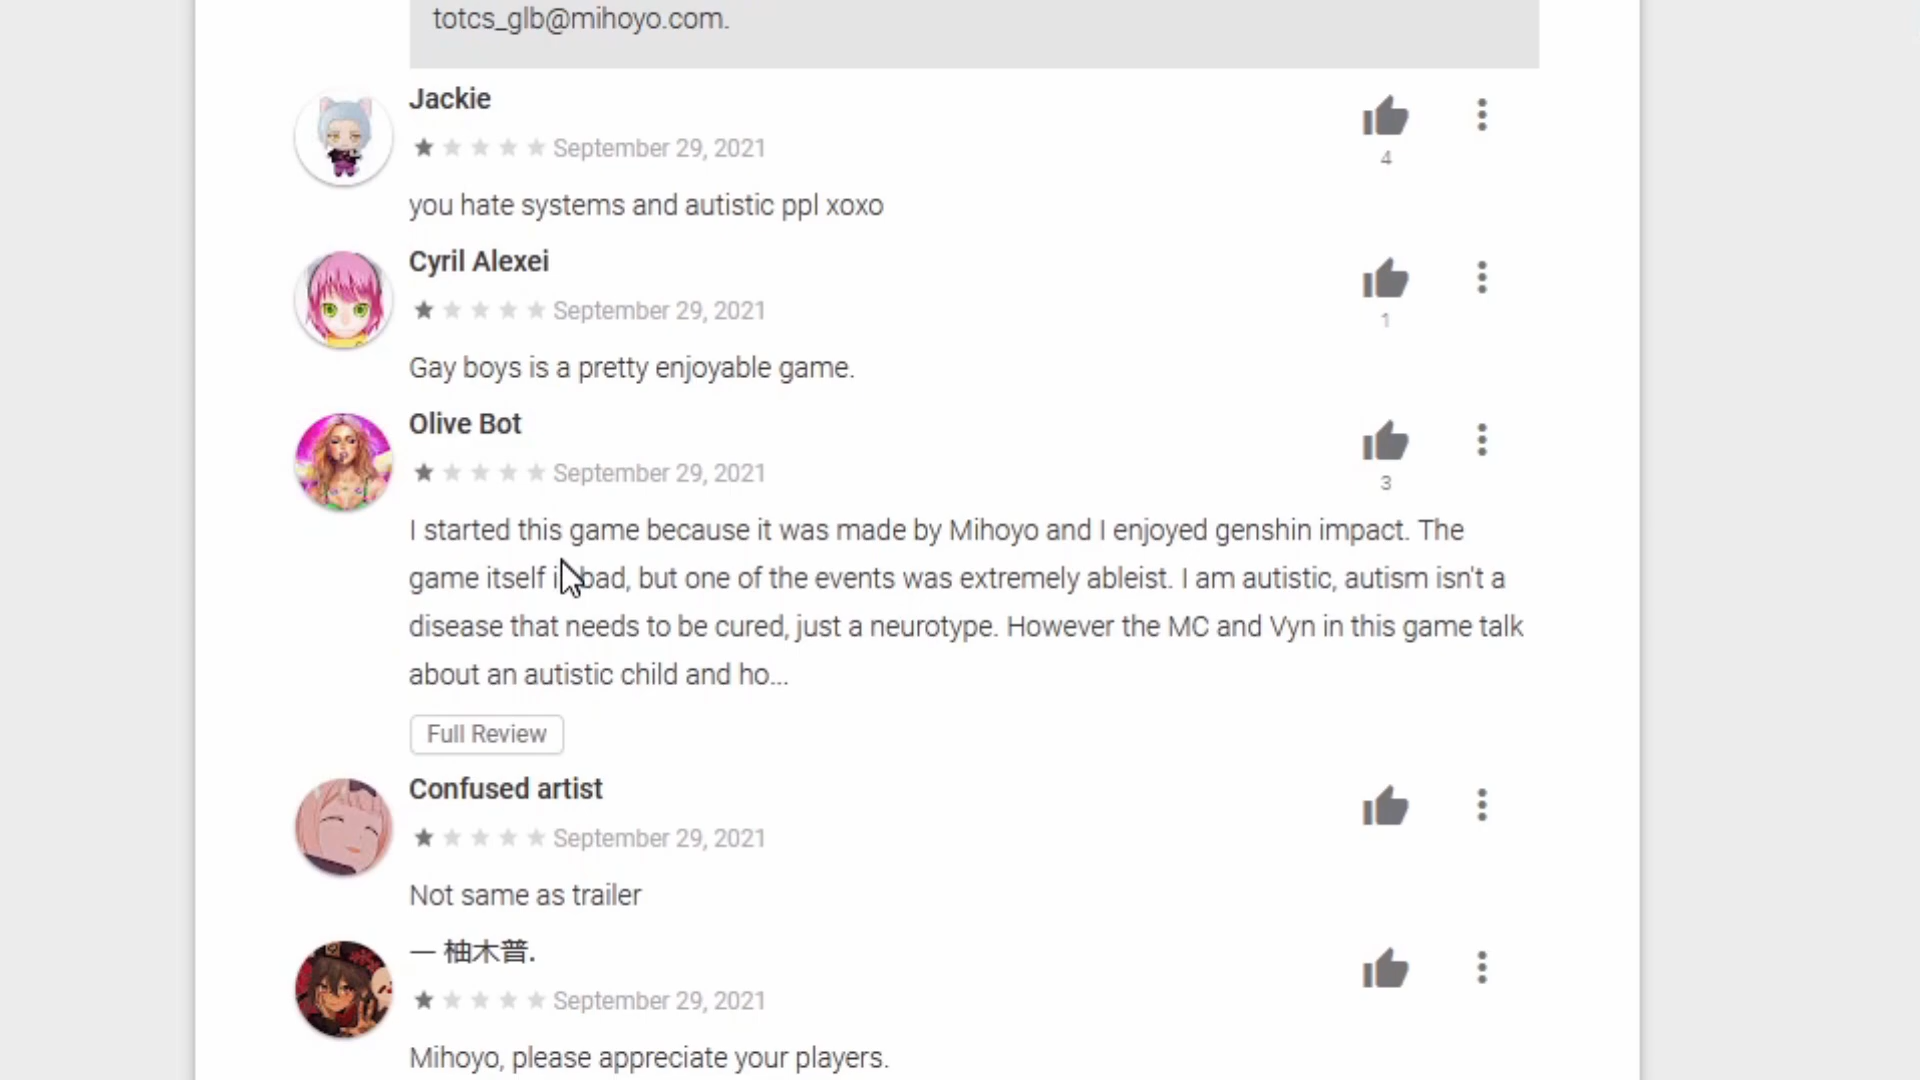 totcs_glb@mihoyo.com.
Jackie
September 29, 2021
4
you hate systems and autistic ppl xoxo
Cyril Alexei
September 29, 2021
1
Gay boys is a pretty enjoyable game.
Olive Bot
September 29, 2021
3
I started this game because it was made by Mihoyo and I enjoyed genshin impact. The
game itself bad, but one of the events was extremely ableist. I am autistic, autism isn't a
disease that needs to be cured, just a neurotype. However the MC and Vyn in this game talk
about an autistic child and ho...
Full Review
Confused artist
September 29, 2021
Not same as trailer
— 柚木普.
September 29, 2021
Mihoyo, please appreciate your players.